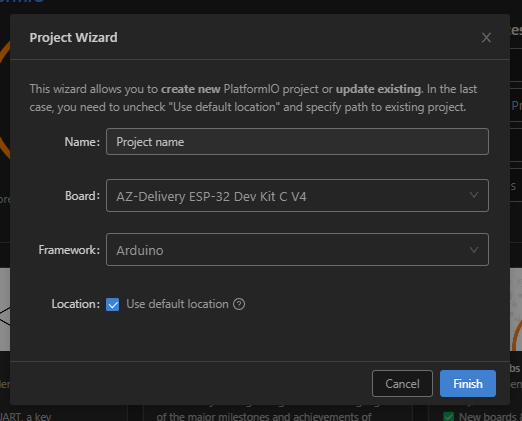 Project Wizard
This wizard allows you to create new PlatformIO project or update existing. In the last
case, you need to uncheck "Use default location" and specify path to existing project.
Name: Project name
Board: AZ-Delivery ESP-32 Dev Kit C V4
Framework: Arduino
Location: Use default location
Cancel Finish
UART, a key
of the major milestones and achievements of
New boards